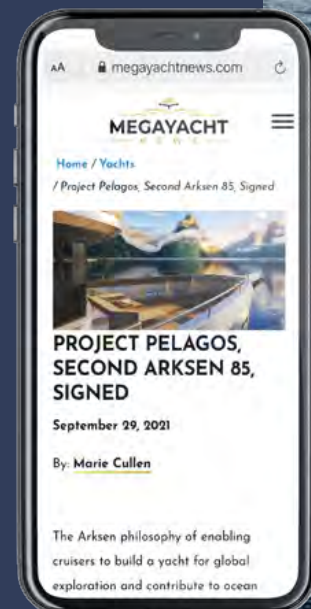 AA megayachtnews.com
MEGAYACHT
NEWS
Home / Yachts
/ Project Pelagos, Second Arksen 85, Signed
PROJECT PELAGOS,
SECOND ARKSEN 85,
SIGNED
September 29, 2021
By: Marie Cullen
The Arksen philosophy of enabling
cruisers to build a yacht for global
exploration and contribute to ocean